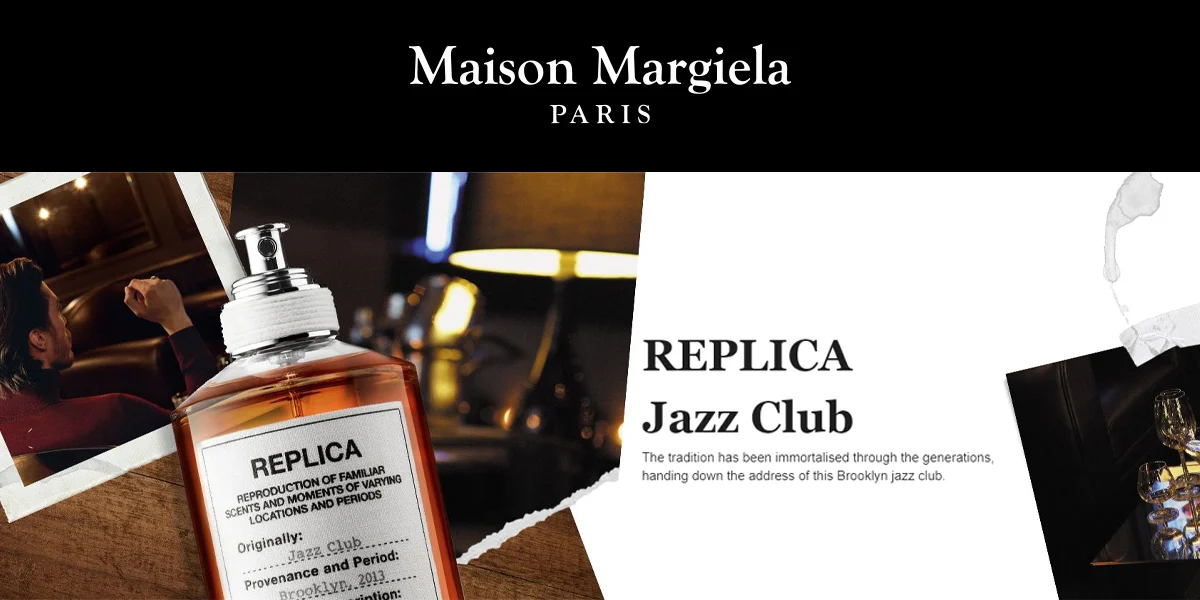 Maison Margiela
PARIS
REPLICA
Jazz Club
The tradition has been immortalised through the generations,
handing down the address of this Brooklyn jazz club.
REPLICA
REPRODUCTION OF FAMILIAR
SCENTS AND MOMENTS OF VARYING
LOCATIONS AND PERIODS
Originally:
Jazz Club
Provenance and Period:
Brooklyn, 2013